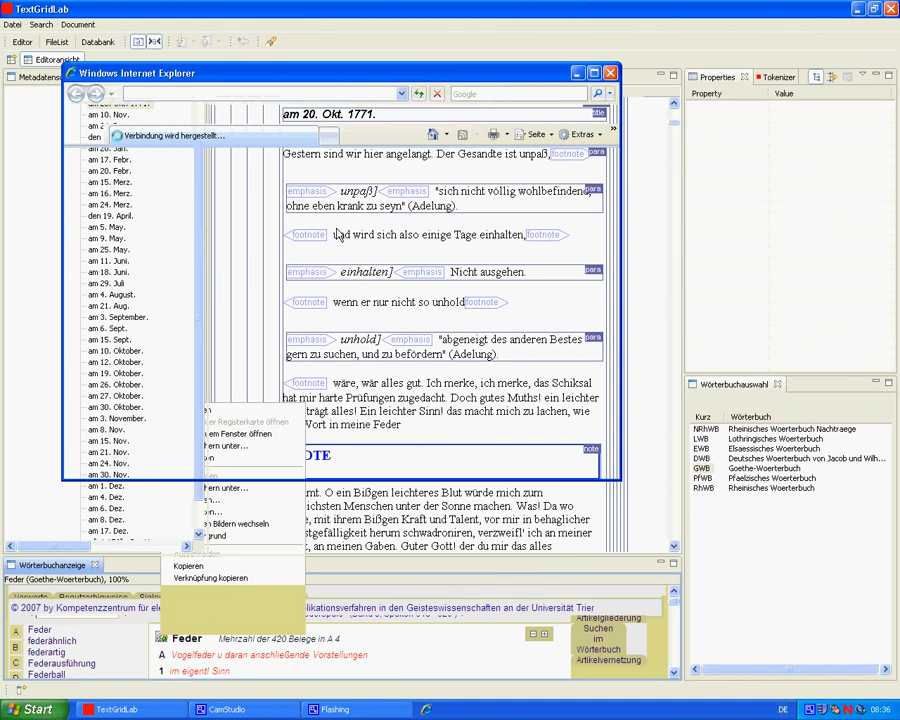 TextGridLab
Datei Search Document
Editor FileList Databank
Editoransicht
Metadatens
Windows Internet Explorer
Google
Verbindung wird hergestellt...
Seite Extras »
am 10. Nov.
am 24. Nov.
den
am 20. Jan.
am 17. Febr.
am 20. Febr.
am 15. Merz.
am 16. Merz.
am 24. Merz.
den 19. April.
am 5. May.
am 9. May.
am 25. May.
am 11. Juni.
am 18. Juni.
am 29. Juli
am 4. August.
am 21. Aug.
am 3. September.
am 6. Sept.
am 15. Sept.
am 10. Oktober.
am 12. Oktober.
am 19. Oktober.
am 26. Oktober.
am 27. Oktober.
am 30. Oktober.
am 3. November.
am 8. Nov.
am 15. Nov.
am 21. Nov.
am 24. Nov.
am 30. Nov.
am 1. Dez.
am 4. Dez.
am 6. Dez.
am 17. Dez.
am 20. Okt. 1771. title
Gestern sind wir hier angelangt. Der Gesandte ist unpaß, footnote para
emphasis unpaß] emphasis "sich nicht völlig wohlbefindend, para
ohne eben krank zu seyn" (Adelung).
footnote und wird sich also einige Tage einhalten, footnote
emphasis einhalten] emphasis Nicht ausgehen. para
footnote wenn er nur nicht so unhold footnote
emphasis unhold] emphasis "abgeneigt des anderen Bestes para
gern zu suchen, und zu befördern" (Adelung).
footnote wäre, wär alles gut. Ich merke, ich merke, das Schiksal
hat mir harte Prüfungen zugedacht. Doch gutes Muths! ein leichter
trägt alles! Ein leichter Sinn! das macht mich zu lachen, wie
Wort in meine Feder
OTE note
mt. O ein Bißgen leichteres Blut würde mich zum
ichsten Menschen unter der Sonne machen. Was! Da wo
e, mit ihrem Bißgen Kraft und Talent, vor mir in behaglicher
stgefälligkeit herum schwadroniren, verzweifl' ich an meiner
t, an meinen Gaben. Guter Gott! der du mir das alles
en
er Registerkarte öffnen
em Fenster öffnen
hern unter...
en
hern unter...
n...
n Bildern wechseln
grund
Kopieren
Verknüpfung kopieren
Properties Tokenizer
Property Value
Wörterbuchauswahl
Kurz Wörterbuch
NRhWB Rheinisches Woerterbuch Nachtraege
LWB Lothringisches Woerterbuch
EWB Elsaessisches Woerterbuch
DWB Deutsches Woerterbuch von Jacob und Wilh...
GWB Goethe-Woerterbuch
PfWB Pfaelzisches Woerterbuch
RhWB Rheinisches Woerterbuch
Wörterbuchanzeige
Feder (Goethe-Woerterbuch), 100%
© 2007 by Kompetenzzentrum für ele likationsverfahren in den Geisteswissenschaften an der Universität Trier
A Feder
B federähnlich
federartig
C Federausführung
D Federball
Feder Mehrzahl der 420 Belege in A 4
A Vogelfeder u daran anschließende Vorstellungen
1 im eigentl Sinn
Artikelgliederung
Suchen
im
Wörterbuch
Artikelvernetzung
Start TextGridLab CamStudio Flashing DE 08:36